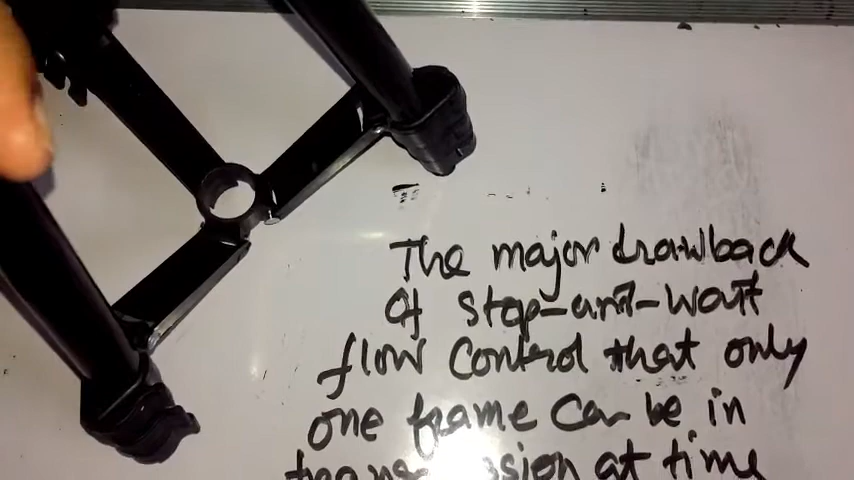 The major drawback
of stop-and-wait
flow control that only
one frame can be in
at time